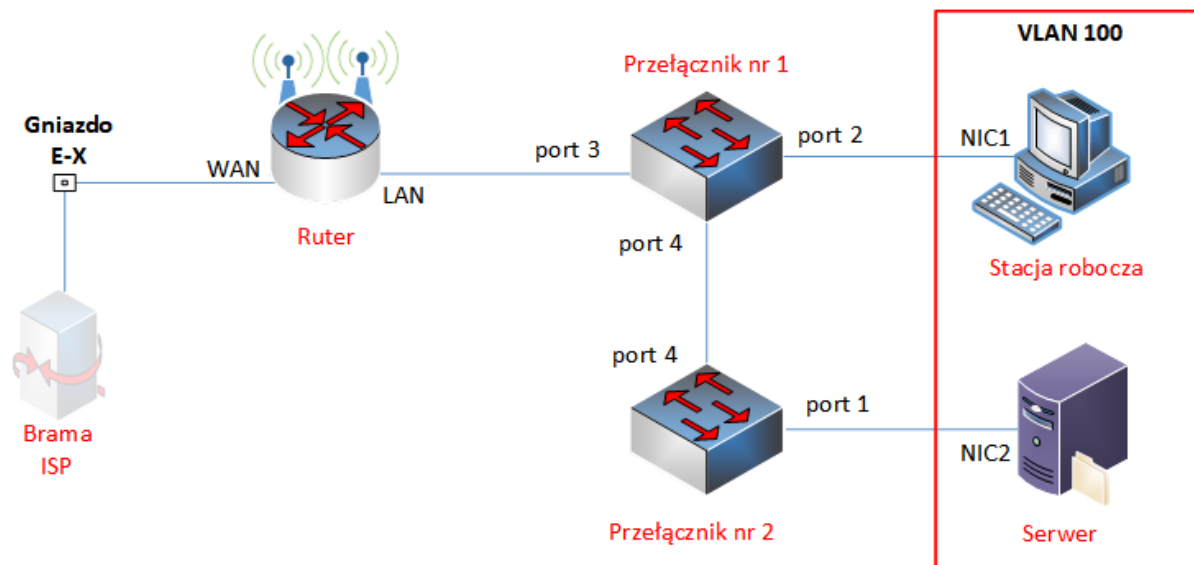 VLAN 100
Przełącznik nr 1
Gniazdo
E-X
WAN
LAN
Ruter
port 3
port 2
NIC1
port 4
Stacja robocza
Brama
ISP
port 4
port 1
NIC2
Przełącznik nr 2
Serwer